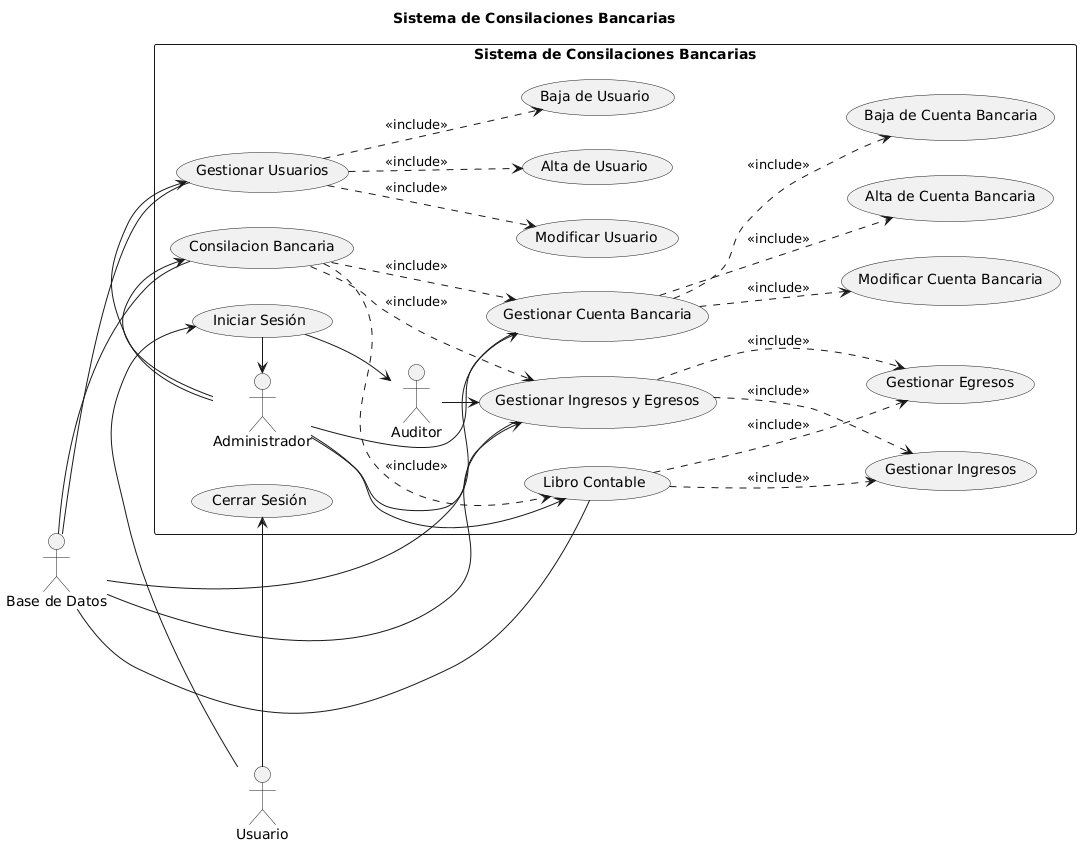 Sistema de Consilaciones Bancarias
Sistema de Consilaciones Bancarias
Baja de Usuario
Baja de Cuenta Bancaria
«include»
Alta de Usuario
«include»
Gestionar Usuarios
«include»
«include»
Alta de Cuenta Bancaria
Modificar Usuario
«include»
Consilacion Bancaria
«include»
Modificar Cuenta Bancaria
«include»
«include»
Gestionar Cuenta Bancaria
Iniciar Sesión
«include»
Gestionar Egresos
«include»
Gestionar Ingresos y Egresos
«include»
Auditor
Administrador
«include»
Gestionar Ingresos
«include»
Libro Contable
Cerrar Sesión
Base de Datos
Usuario